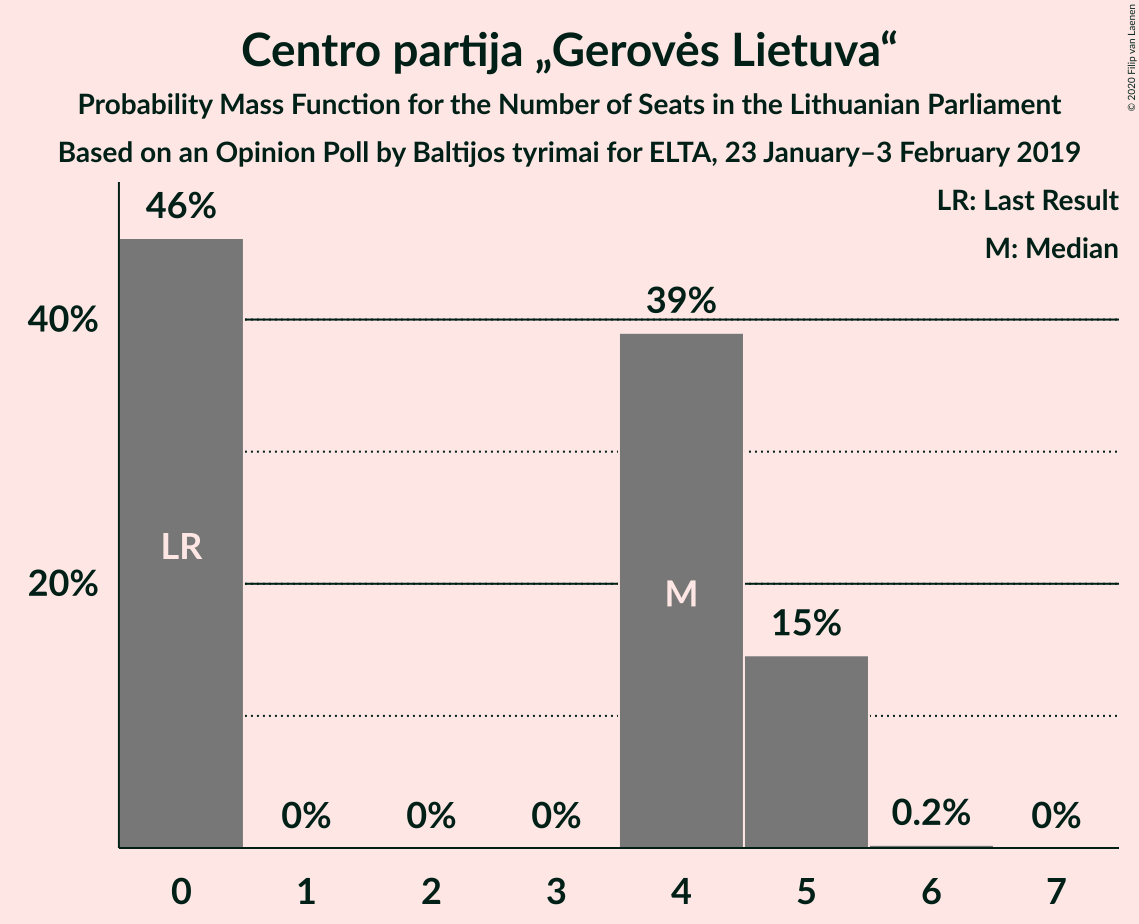 Centro partija „Gerovės Lietuva“
Probability Mass Function for the Number of Seats in the Lithuanian Parliament
Based on an Opinion Poll by Baltijos tyrimai for ELTA, 23 January–3 February 2019
© 2020 Filip van Laenen
LR: Last Result
M: Median
46%
39%
15%
0%
0%
0%
0.2%
0%
40%
20%
LR
M
0 1 2 3 4 5 6 7